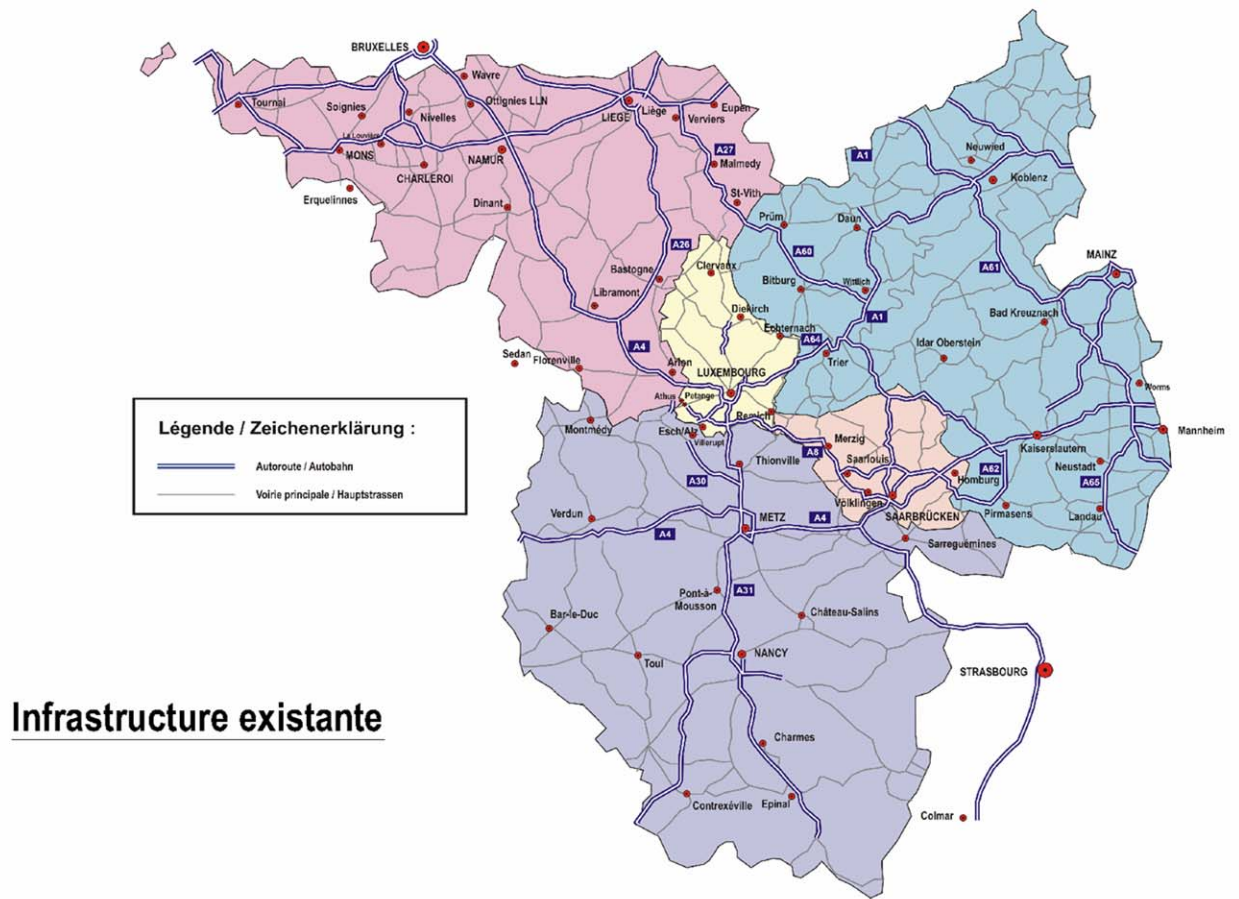 BRUXELLES
Wavre
Tournai
Soignies
Ottignies LLN
Nivelles
LIEGE
Liège
Eupen
Verviers
La Louvière
MONS
CHARLEROI
NAMUR
A27
Malmedy
Erquelinnes
Dinant
St-Vith
A1
Neuwied
Koblenz
Prüm
Daun
A26
A60
Clervaux
Bastogne
Bitburg
Wittlich
A61
MAINZ
Libramont
Diekirch
A1
Bad Kreuznach
Echternach
A4
A64
Sedan
Florenville
Arlon
LUXEMBOURG
Trier
Idar Oberstein
Worms
Athus
Petange
Remich
Légende / Zeichenerklärung :
Autoroute / Autobahn
Voirie principale / Hauptstrassen
Montmédy
Esch/Alz
Villerupt
Merzig
A8
Mannheim
Kaiserslautern
Thionville
Saarlouis
A62
Homburg
Neustadt
A30
Völklingen
SAARBRÜCKEN
Pirmasens
A65
Landau
Verdun
METZ
A4
A4
Sarreguémines
Pont-à-
Mousson
A31
Château-Salins
Bar-le-Duc
Toul
NANCY
STRASBOURG
Infrastructure existante
Charmes
Contrexéville
Epinal
Colmar